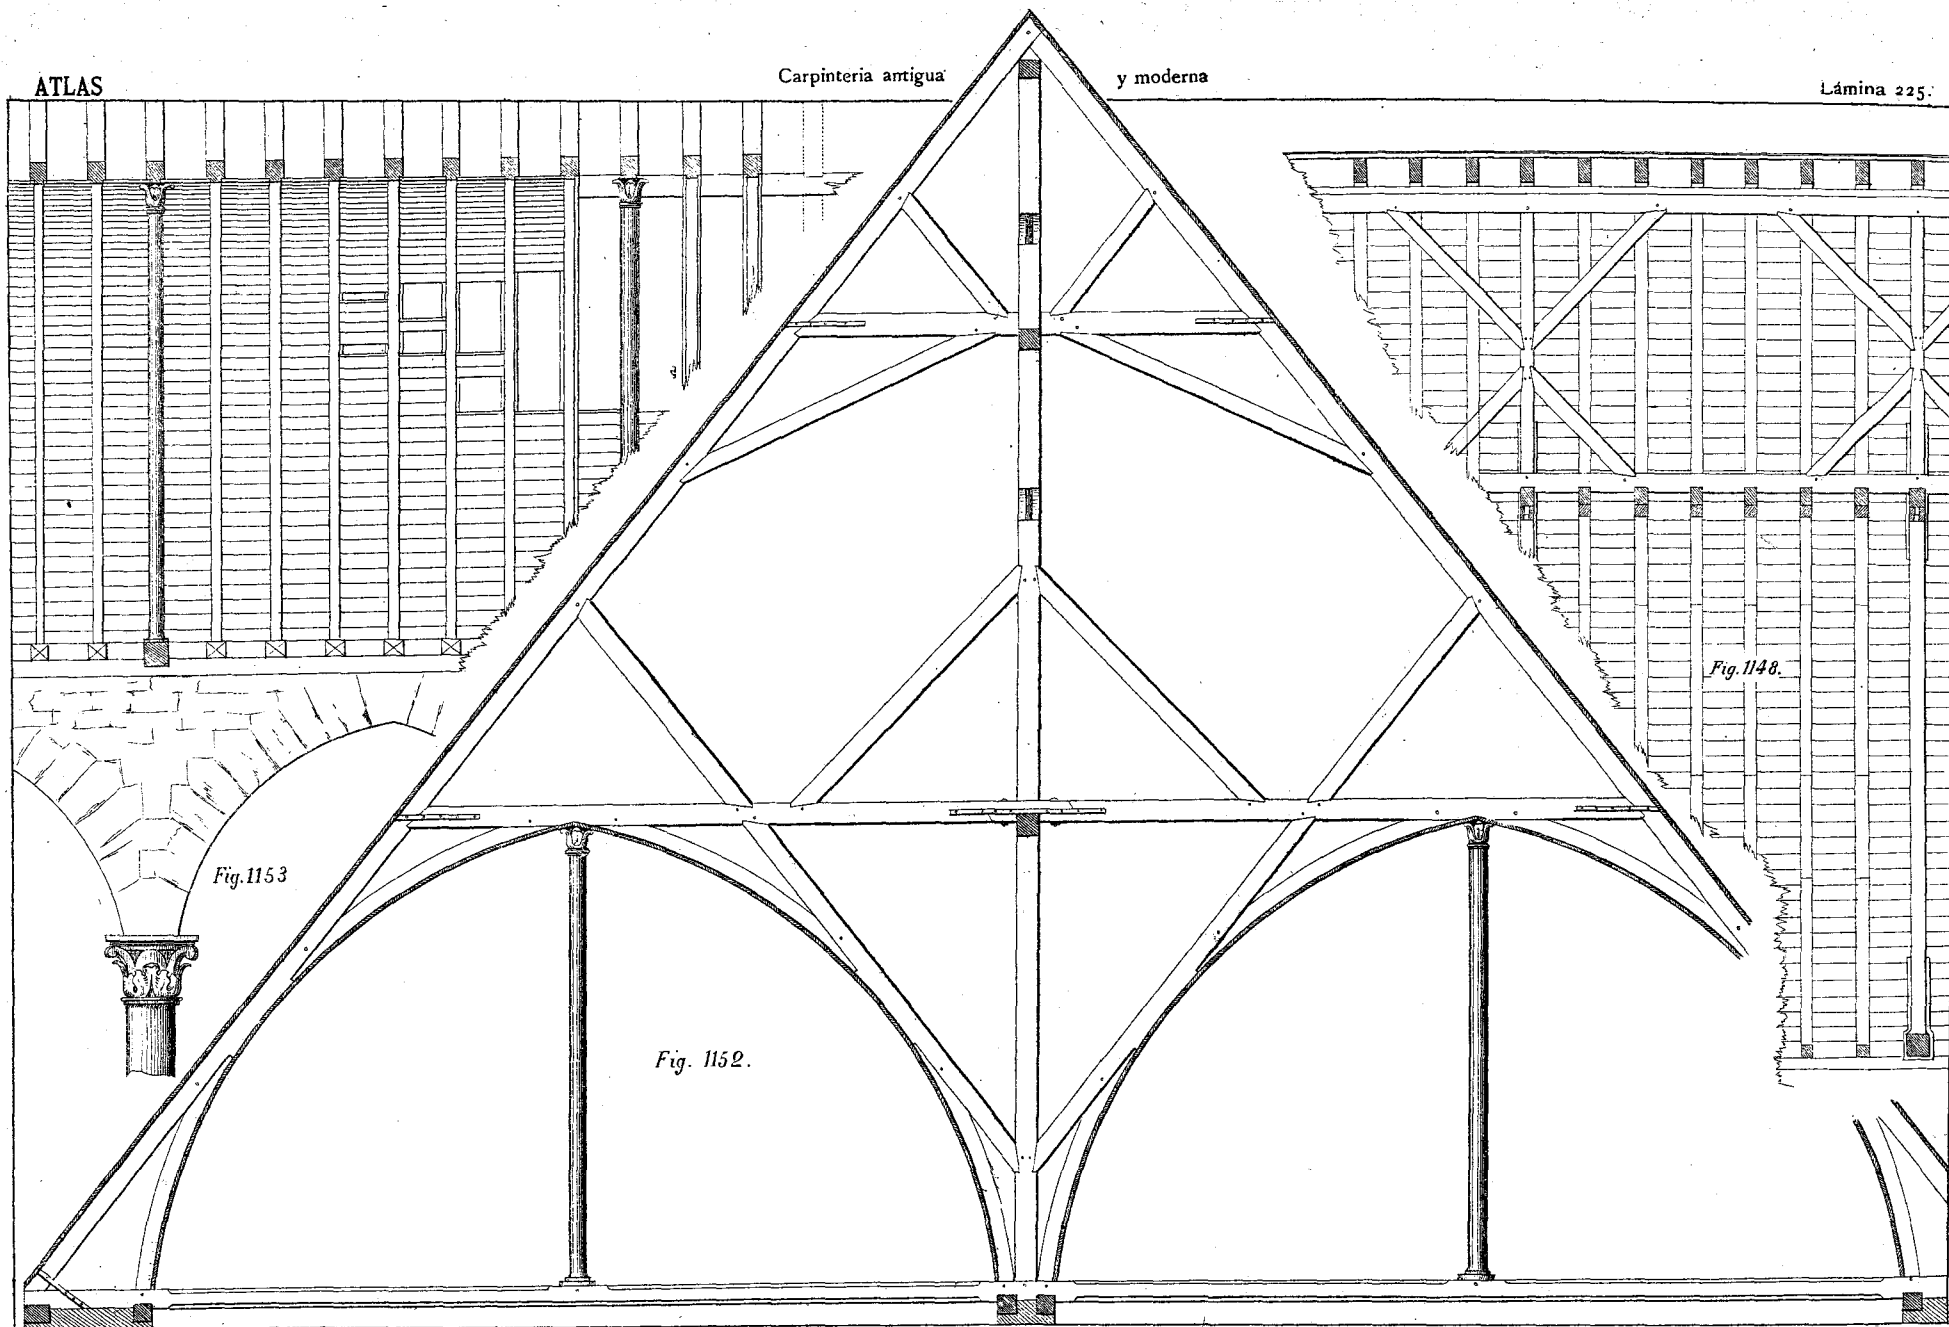 ATLAS
Carpinteria antigua y moderna
Lámina 225.
Fig. 1148.
Fig. 1153
Fig. 1152.